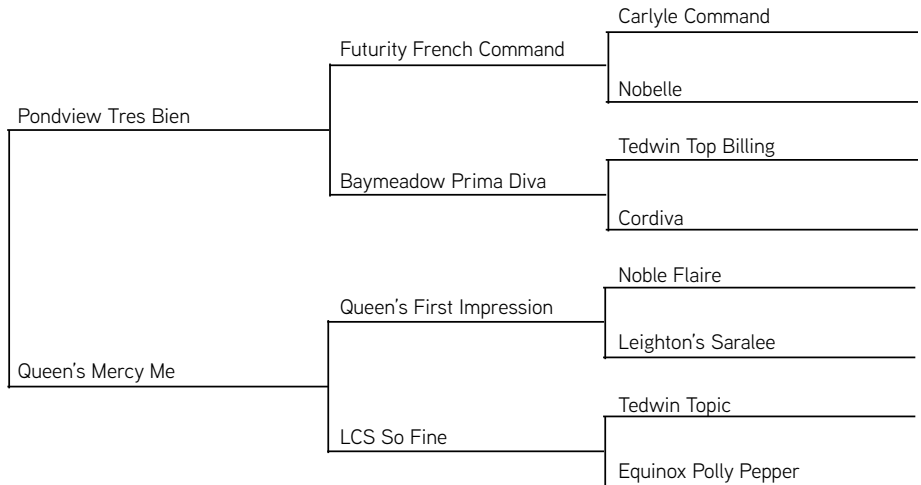 Carlyle Command
Futurity French Command
Nobelle
Pondview Tres Bien
Tedwin Top Billing
Baymeadow Prima Diva
Cordiva
Noble Flaire
Queen's First Impression
Leighton's Saralee
Queen's Mercy Me
Tedwin Topic
LCS So Fine
Equinox Polly Pepper